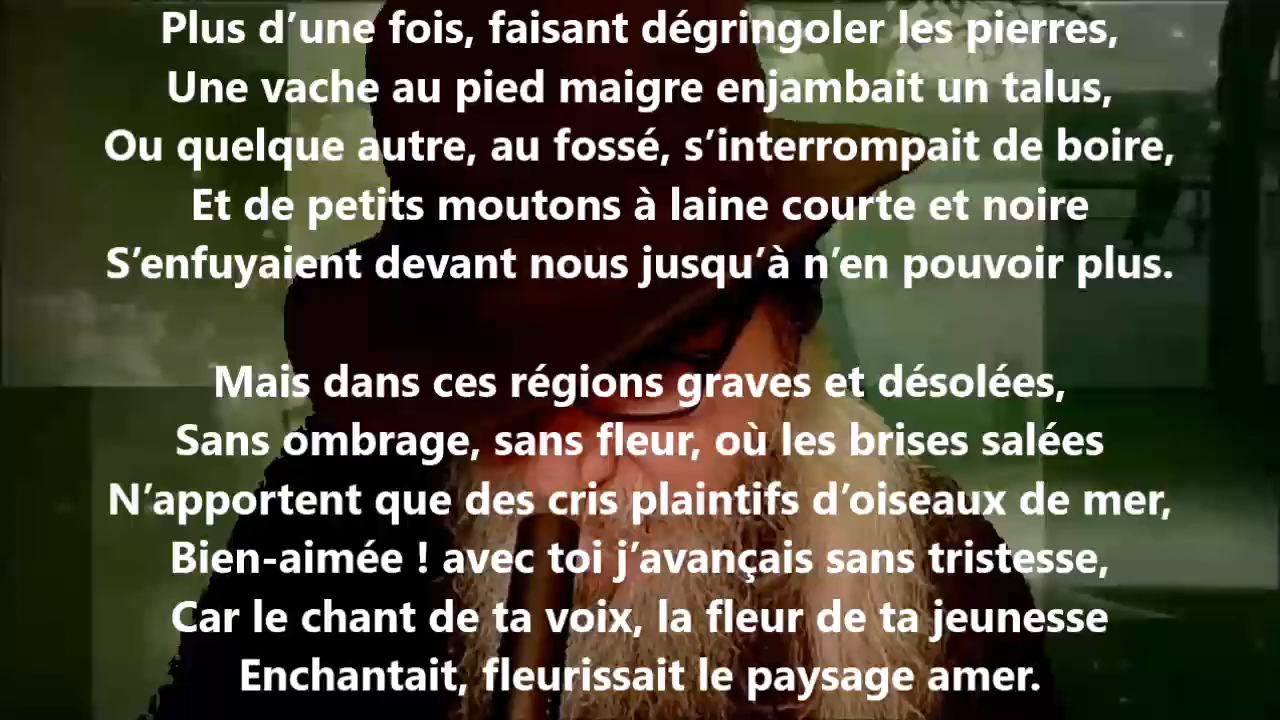 Plus d’une fois, faisant dégringoler les pierres,
Une vache au pied maigre enjambait un talus,
Ou quelque autre, au fossé, s’interrompait de boire,
Et de petits moutons à laine courte et noire
S’enfuyaient devant nous jusqu’à n’en pouvoir plus.

Mais dans ces régions graves et désolées,
Sans ombrage, sans fleur, où les brises salées
N’apportent que des cris plaintifs d’oiseaux de mer,
Bien-aimée ! avec toi j’avançais sans tristesse,
Car le chant de ta voix, la fleur de ta jeunesse
Enchantait, fleurissait le paysage amer.